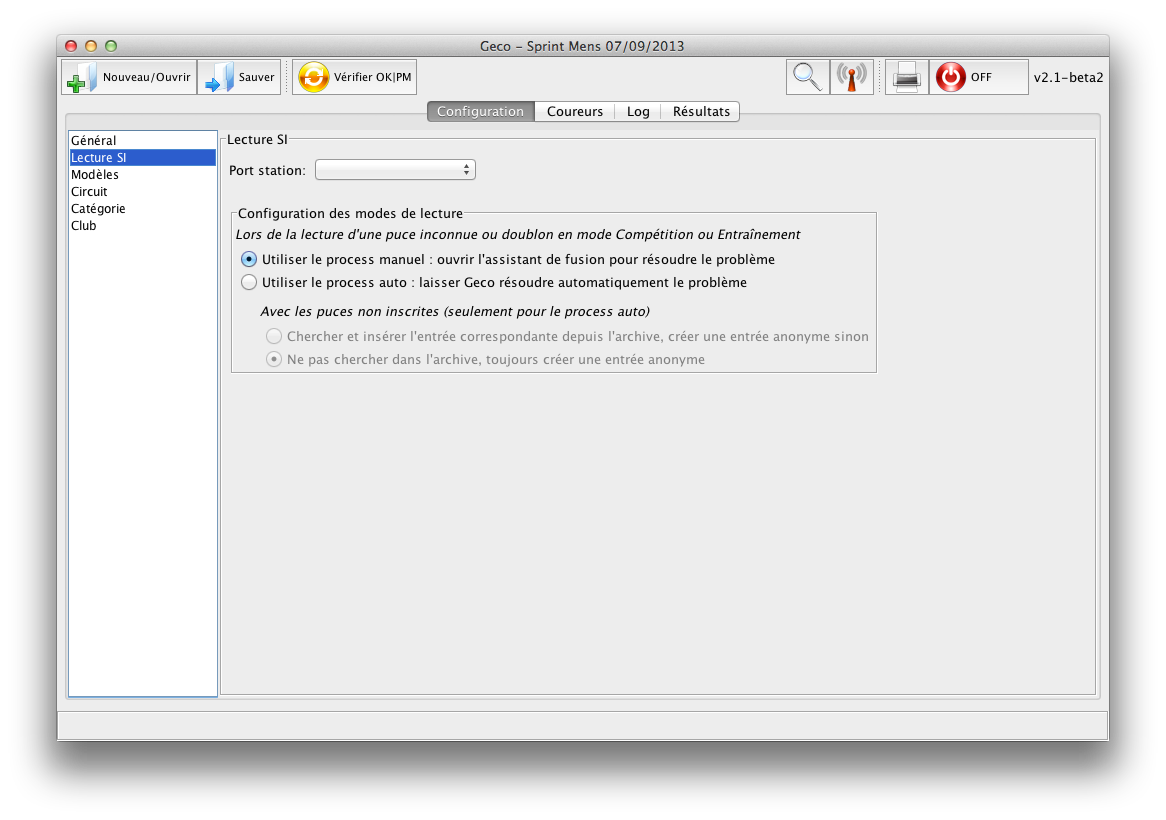 Geco – Sprint Mens 07/09/2013
Nouveau/Ouvrir
Sauver
Vérifier OK|PM
OFF
v2.1-beta2
Configuration
Coureurs
Log
Résultats
Général
Lecture SI
Modèles
Circuit
Catégorie
Club
Lecture SI
Port station:
Configuration des modes de lecture
Lors de la lecture d'une puce inconnue ou doublon en mode Compétition ou Entraînement
Utiliser le process manuel : ouvrir l'assistant de fusion pour résoudre le problème
Utiliser le process auto : laisser Geco résoudre automatiquement le problème
Avec les puces non inscrites (seulement pour le process auto)
Chercher et insérer l'entrée correspondante depuis l'archive, créer une entrée anonyme sinon
Ne pas chercher dans l'archive, toujours créer une entrée anonyme